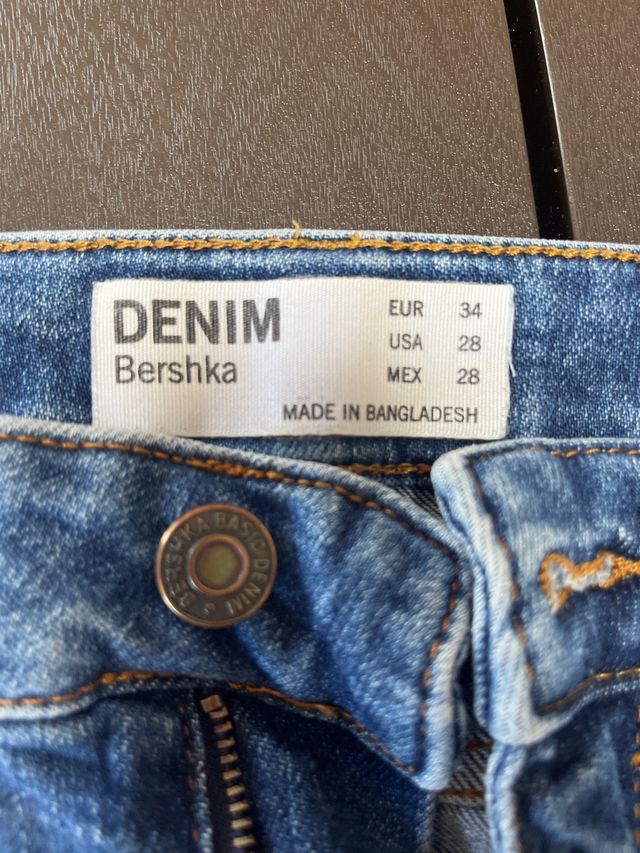 DENIM
Bershka
EUR 34
USA 28
MEX 28
MADE IN BANGLADESH
BERSHKA BASIC DENIM